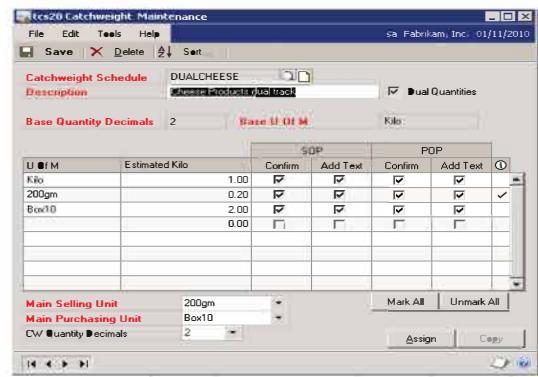 tcs20 Catchweight Maintenance
File Edit Tools Help sa Fabrikam, Inc. 01/11/2010
Save Delete Sort
Catchweight Schedule DUALCHEESE
Description Cheese Products dual track Dual Quantities
Base Quantity Decimals 2 Base U Of M Kilo
SOP POP
U Of M Estimated Kilo Confirm Add Text Confirm Add Text
Kilo 1.00
200gm 0.20
Box10 2.00
0.00
Main Selling Unit 200gm Mark All Unmark All
Main Purchasing Unit Box10
CW Quantity Decimals 2 Assign Copy